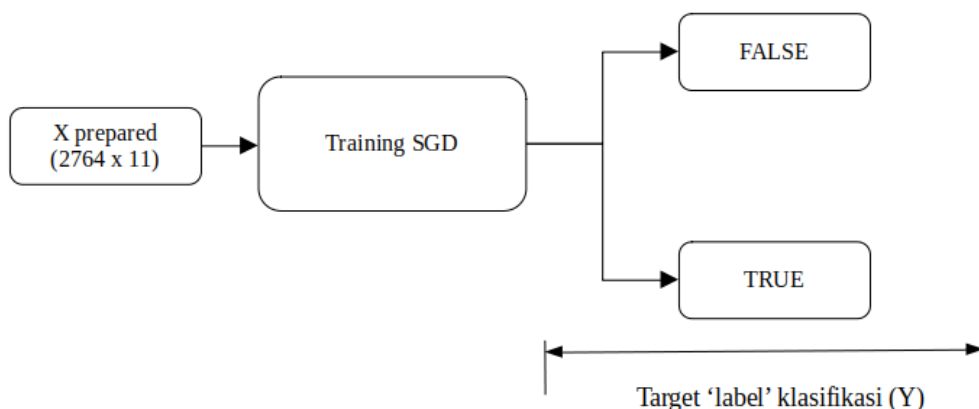 X prepared
(2764 x 11)
Training SGD
FALSE
TRUE
Target ‘label’ klasifikasi (Y)